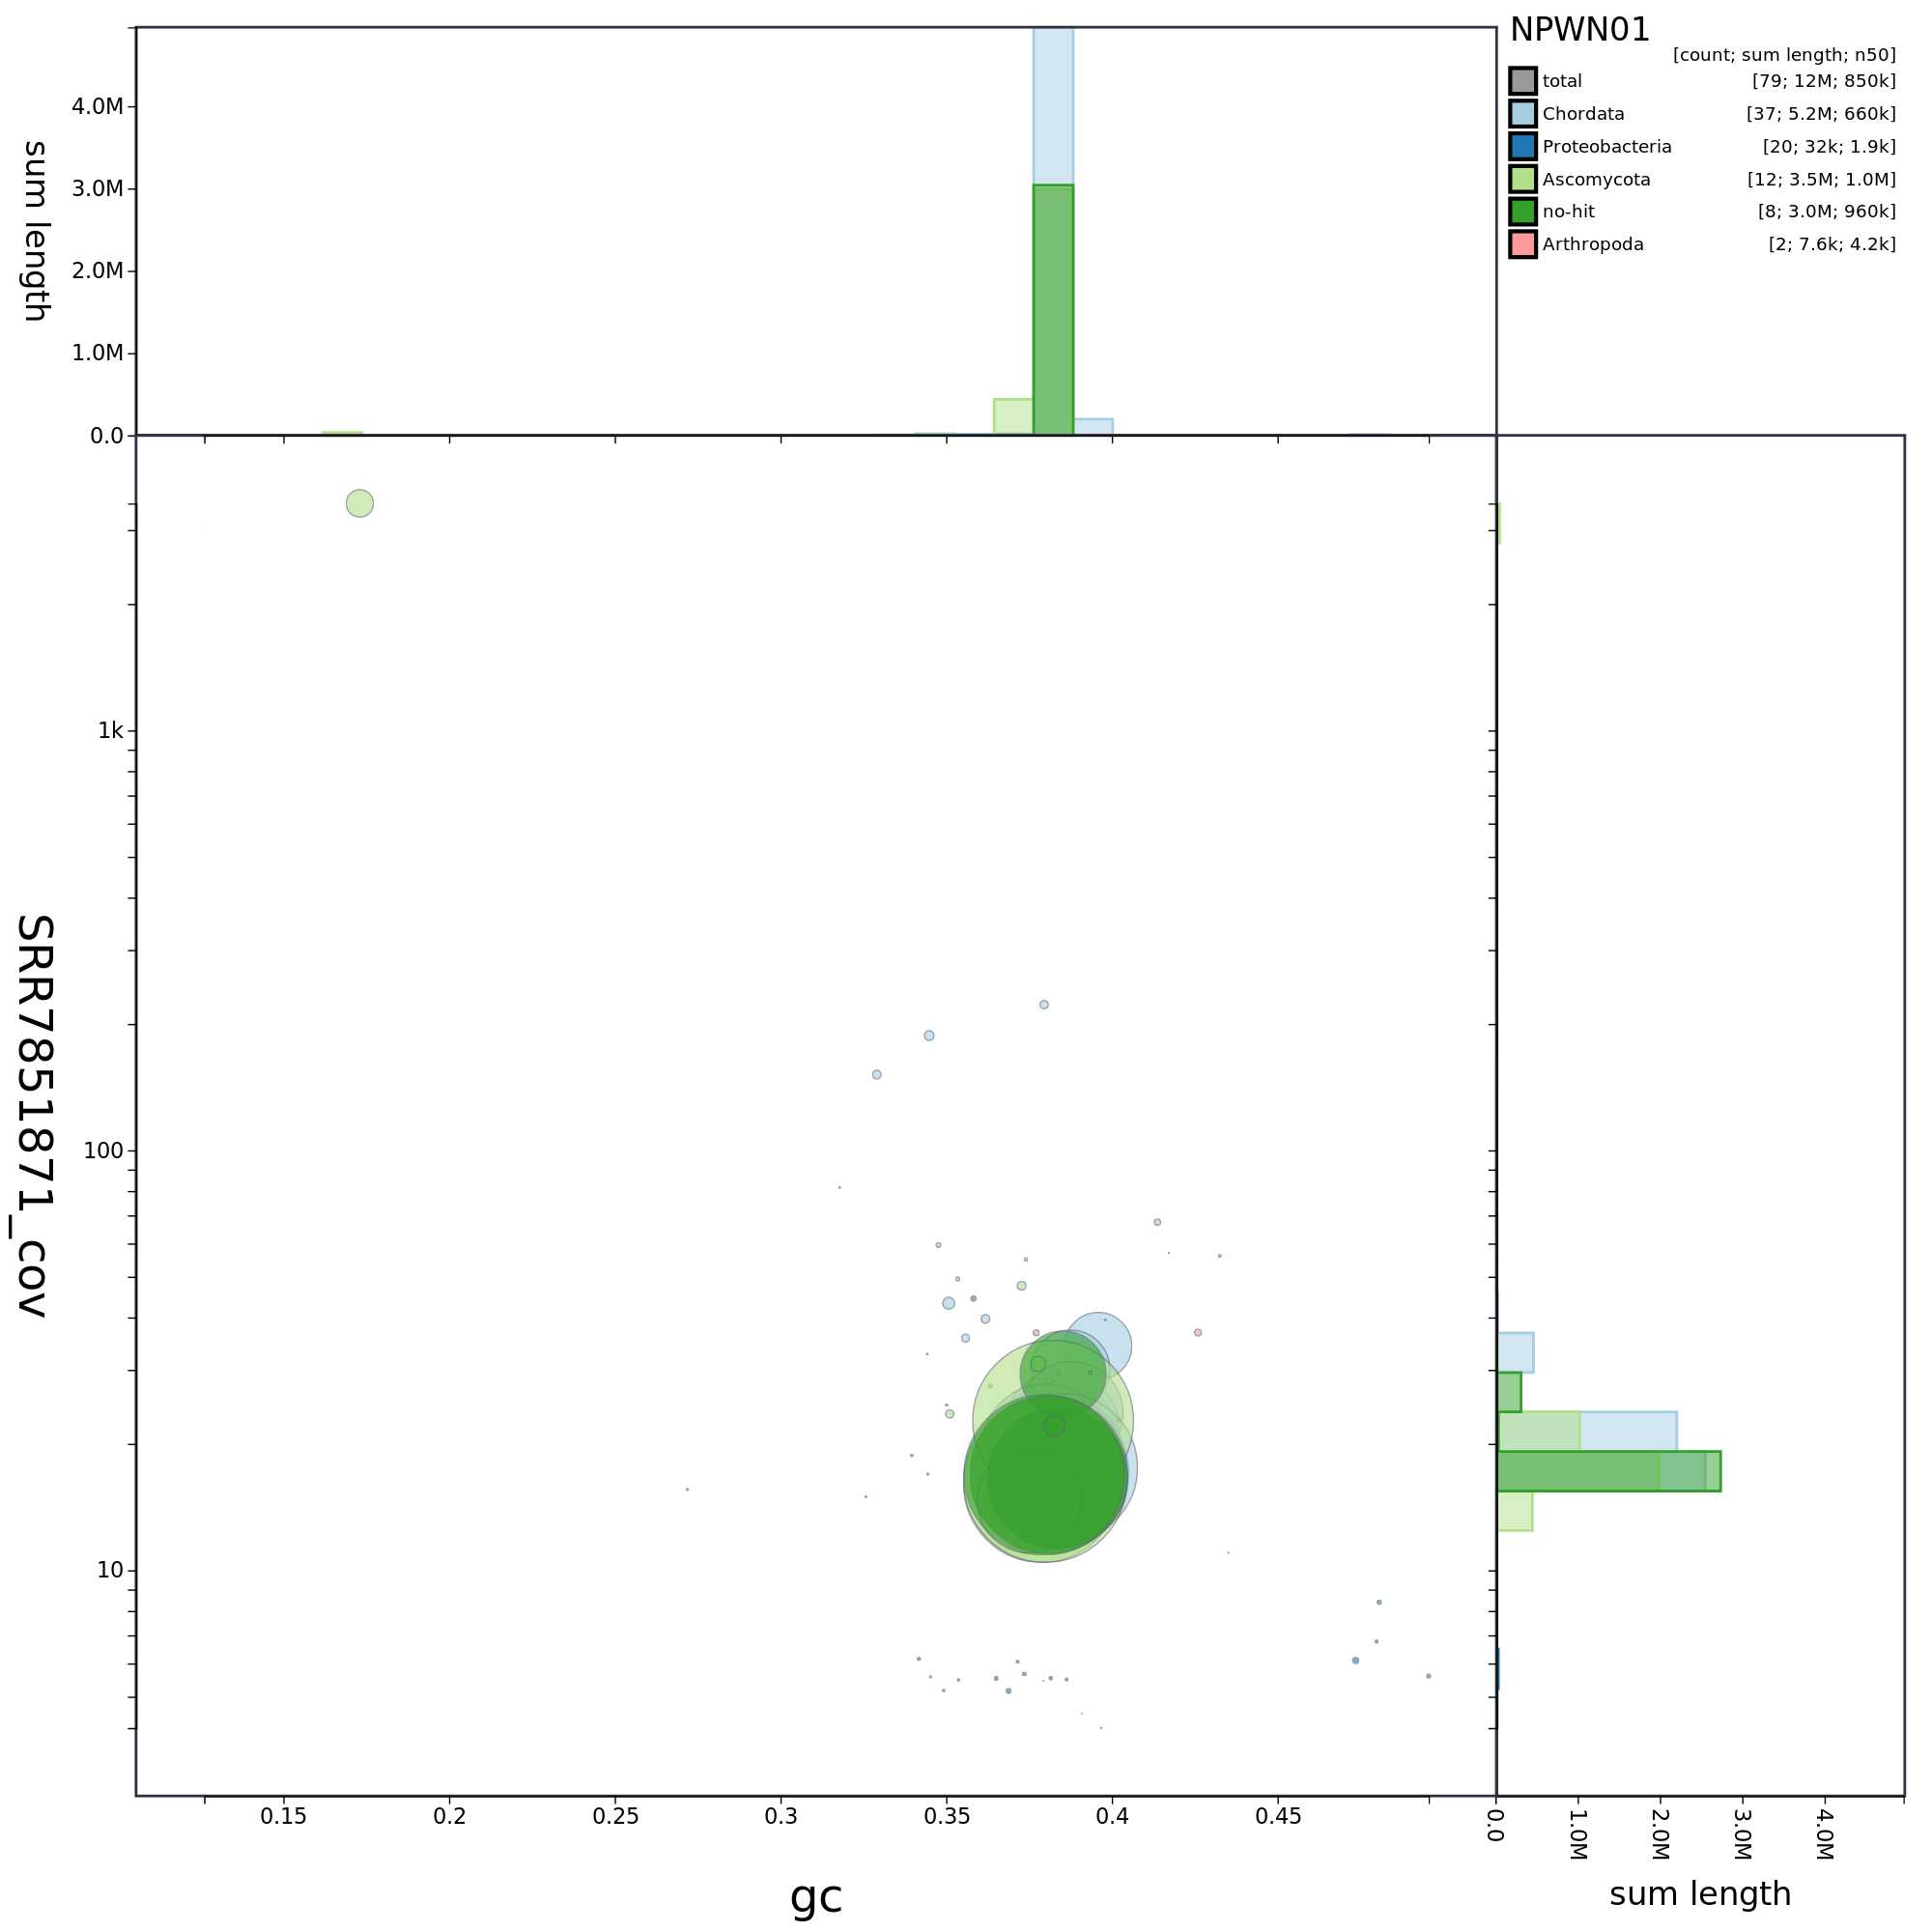 NPWN01
[count; sum length; n50]
total [79; 12M; 850k]
Chordata [37; 5.2M; 660k]
Proteobacteria [20; 32k; 1.9k]
Ascomycota [12; 3.5M; 1.0M]
no-hit [8; 3.0M; 960k]
Arthropoda [2; 7.6k; 4.2k]
sum length
4.0M
3.0M
2.0M
1.0M
0.0
SRR7851871_cov
1k
100
10
0.15 0.2 0.25 0.3 0.35 0.4 0.45
gc
0.0 1.0M 2.0M 3.0M 4.0M
sum length